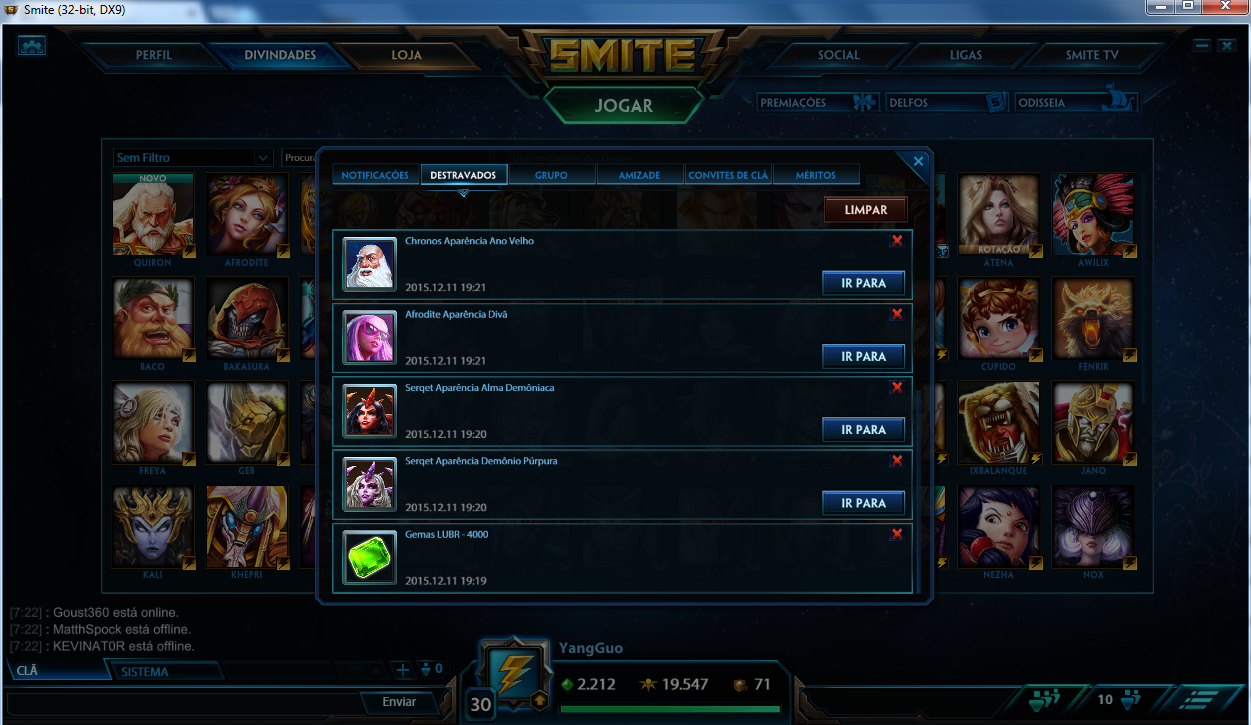 Smite (32-bit, DX9)
PERFIL
DIVINDADES
LOJA
SMITE
SOCIAL
LIGAS
SMITE TV
JOGAR
PREMIAÇÕES
DELFOS
ODISSEIA
Sem Filtro
Procura
NOTIFICAÇÕES
DESTRAVADOS
GRUPO
AMIZADE
CONVITES DE CLÃ
MÉRITOS
LIMPAR
Chronos Aparência Ano Velho
2015.12.11 19:21
IR PARA
Afrodite Aparência Divã
2015.12.11 19:21
IR PARA
Serqet Aparência Alma Demôniaca
2015.12.11 19:20
IR PARA
Serqet Aparência Demônio Púrpura
2015.12.11 19:20
IR PARA
Gemas LUBR - 4000
2015.12.11 19:19
NOVO
QUIRON
AFRODITE
ROTAÇÃO
ATENA
AWILIX
BACO
BAKASURA
CUPIDO
FENRIR
FREYA
GEB
IXBALANQUE
JANO
KALI
KHEPRI
NEZHA
NOX
[7:22] : Goust360 está online.
[7:22] : MatthSpock está offline.
[7:22] : KEVINAT0R está offline.
CLÃ
SISTEMA
0
Enviar
YangGuo
30
2.212
19.547
71
10